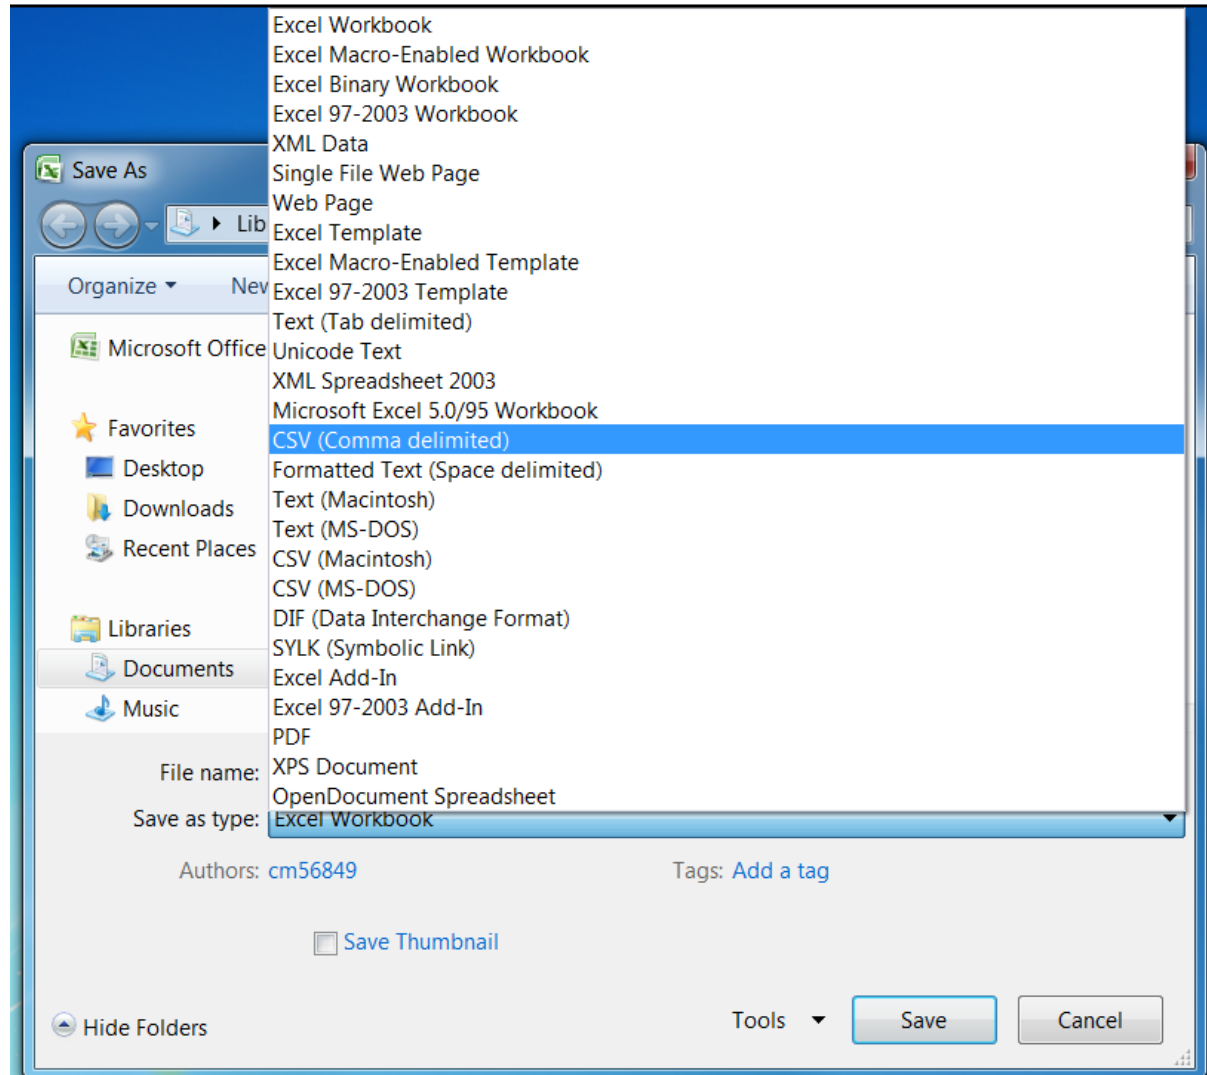 Excel Workbook
Excel Macro-Enabled Workbook
Excel Binary Workbook
Excel 97-2003 Workbook
XML Data
Single File Web Page
Web Page
Excel Template
Excel Macro-Enabled Template
Excel 97-2003 Template
Text (Tab delimited)
Unicode Text
XML Spreadsheet 2003
Microsoft Excel 5.0/95 Workbook
CSV (Comma delimited)
Formatted Text (Space delimited)
Text (Macintosh)
Text (MS-DOS)
CSV (Macintosh)
CSV (MS-DOS)
DIF (Data Interchange Format)
SYLK (Symbolic Link)
Excel Add-In
Excel 97-2003 Add-In
PDF
XPS Document
OpenDocument Spreadsheet
Save As
Lib
Organize New
Microsoft Office
Favorites
Desktop
Downloads
Recent Places
Libraries
Documents
Music
File name:
Save as type: Excel Workbook
Authors: cm56849 Tags: Add a tag
Save Thumbnail
Hide Folders Tools Save Cancel